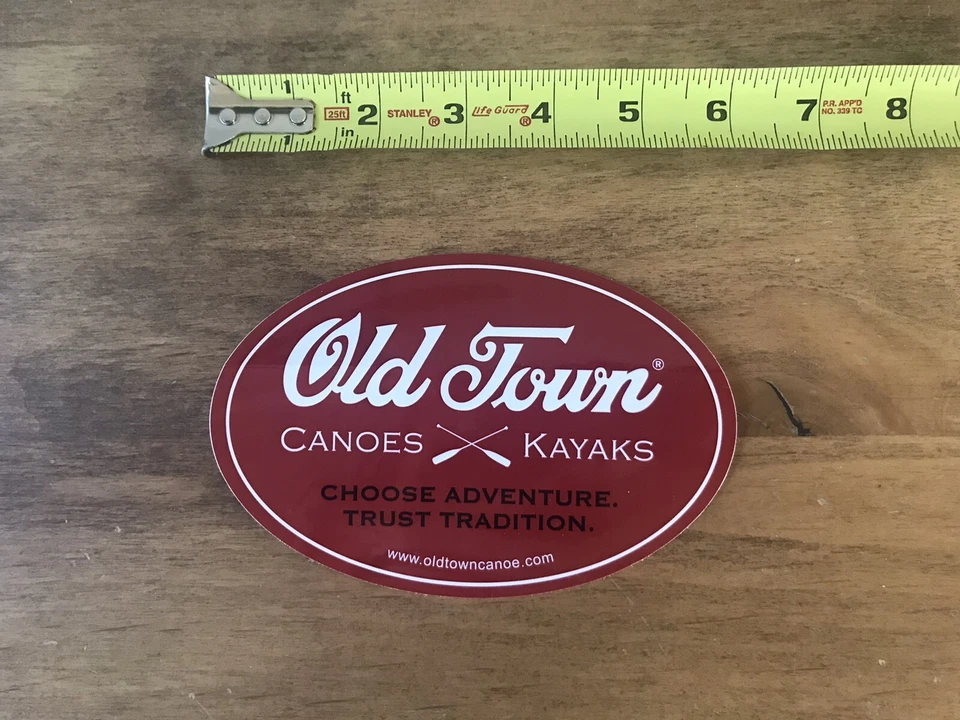 1 ft 25ft 2 STANLEY® 3 Life Guard® 4 5 6 7 P.R. APP'D 8
1 in NO. 339 TC
Old Town®
CANOES KAYAKS
CHOOSE ADVENTURE.
TRUST TRADITION.
www.oldtowncanoe.com